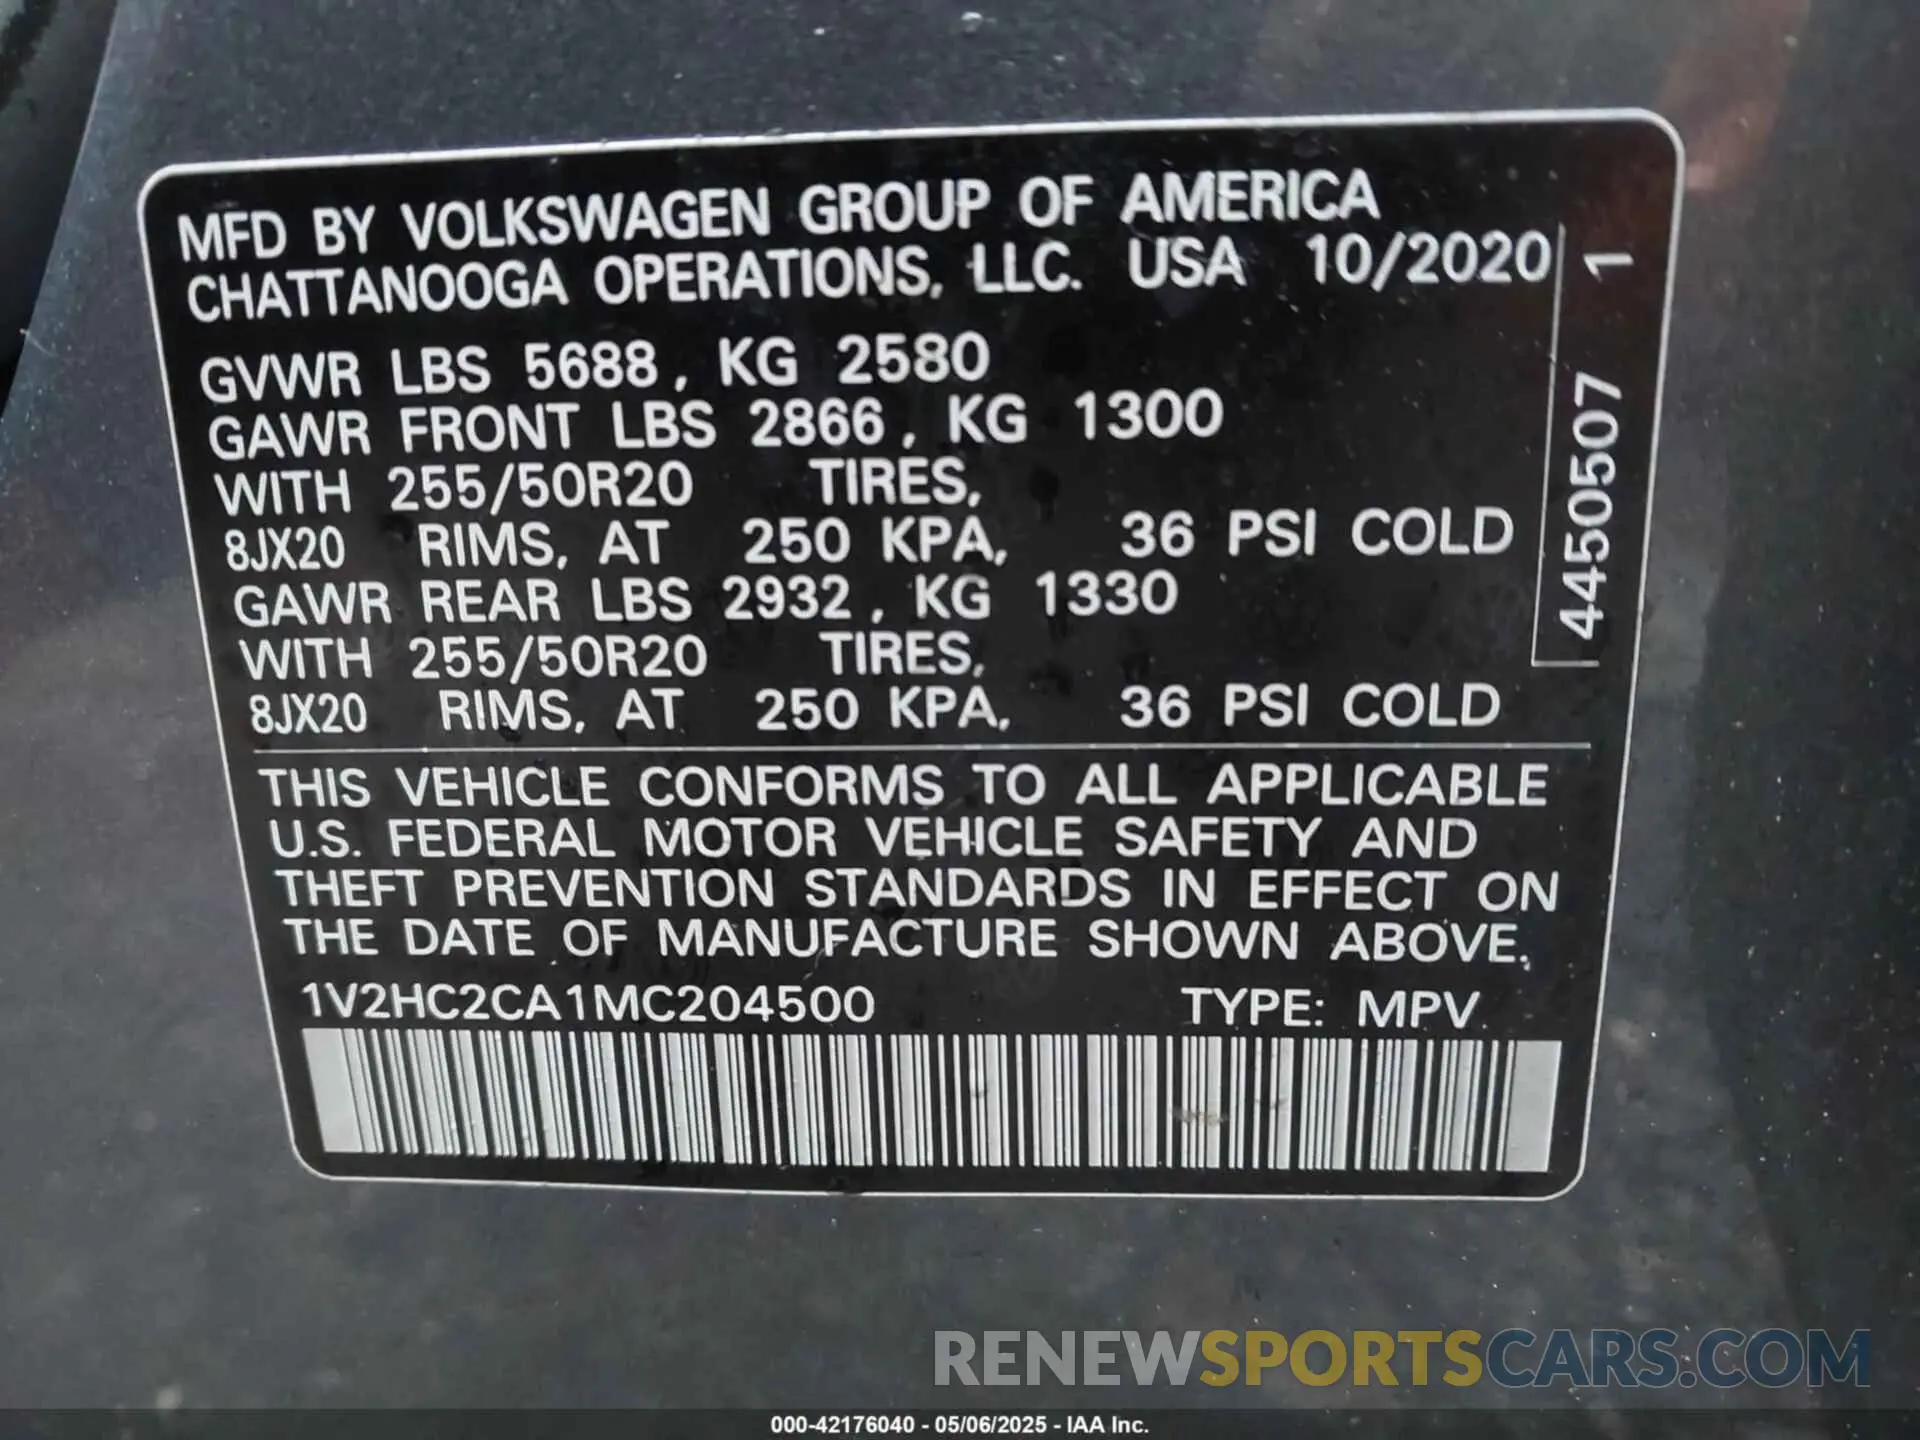 MFD BY VOLKSWAGEN GROUP OF AMERICA
CHATTANOOGA OPERATIONS, LLC. USA 10/2020
GVWR LBS 5688, KG 2580
GAWR FRONT LBS 2866, KG 1300
WITH 255/50R20 TIRES,
8JX20 RIMS, AT 250 KPA, 36 PSI COLD
GAWR REAR LBS 2932, KG 1330
WITH 255/50R20 TIRES,
8JX20 RIMS, AT 250 KPA, 36 PSI COLD
4450507 1
THIS VEHICLE CONFORMS TO ALL APPLICABLE
U.S. FEDERAL MOTOR VEHICLE SAFETY AND
THEFT PREVENTION STANDARDS IN EFFECT ON
THE DATE OF MANUFACTURE SHOWN ABOVE.
1V2HC2CA1MC204500 TYPE: MPV
RENEWSPORTSCARS.COM
000-42176040 - 05/06/2025 - IAA Inc.